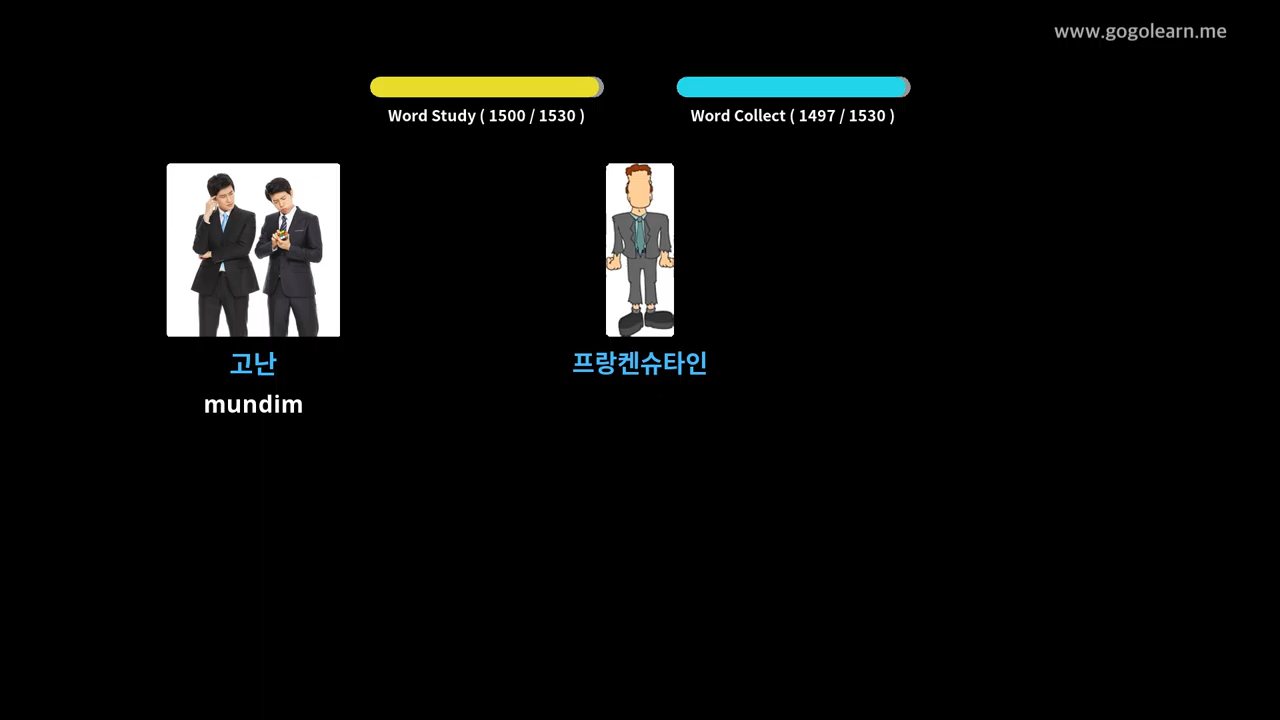 www.gogolearn.me
Word Study ( 1500 / 1530 )
Word Collect ( 1497 / 1530 )
고난
프랑켄슈타인
mundim